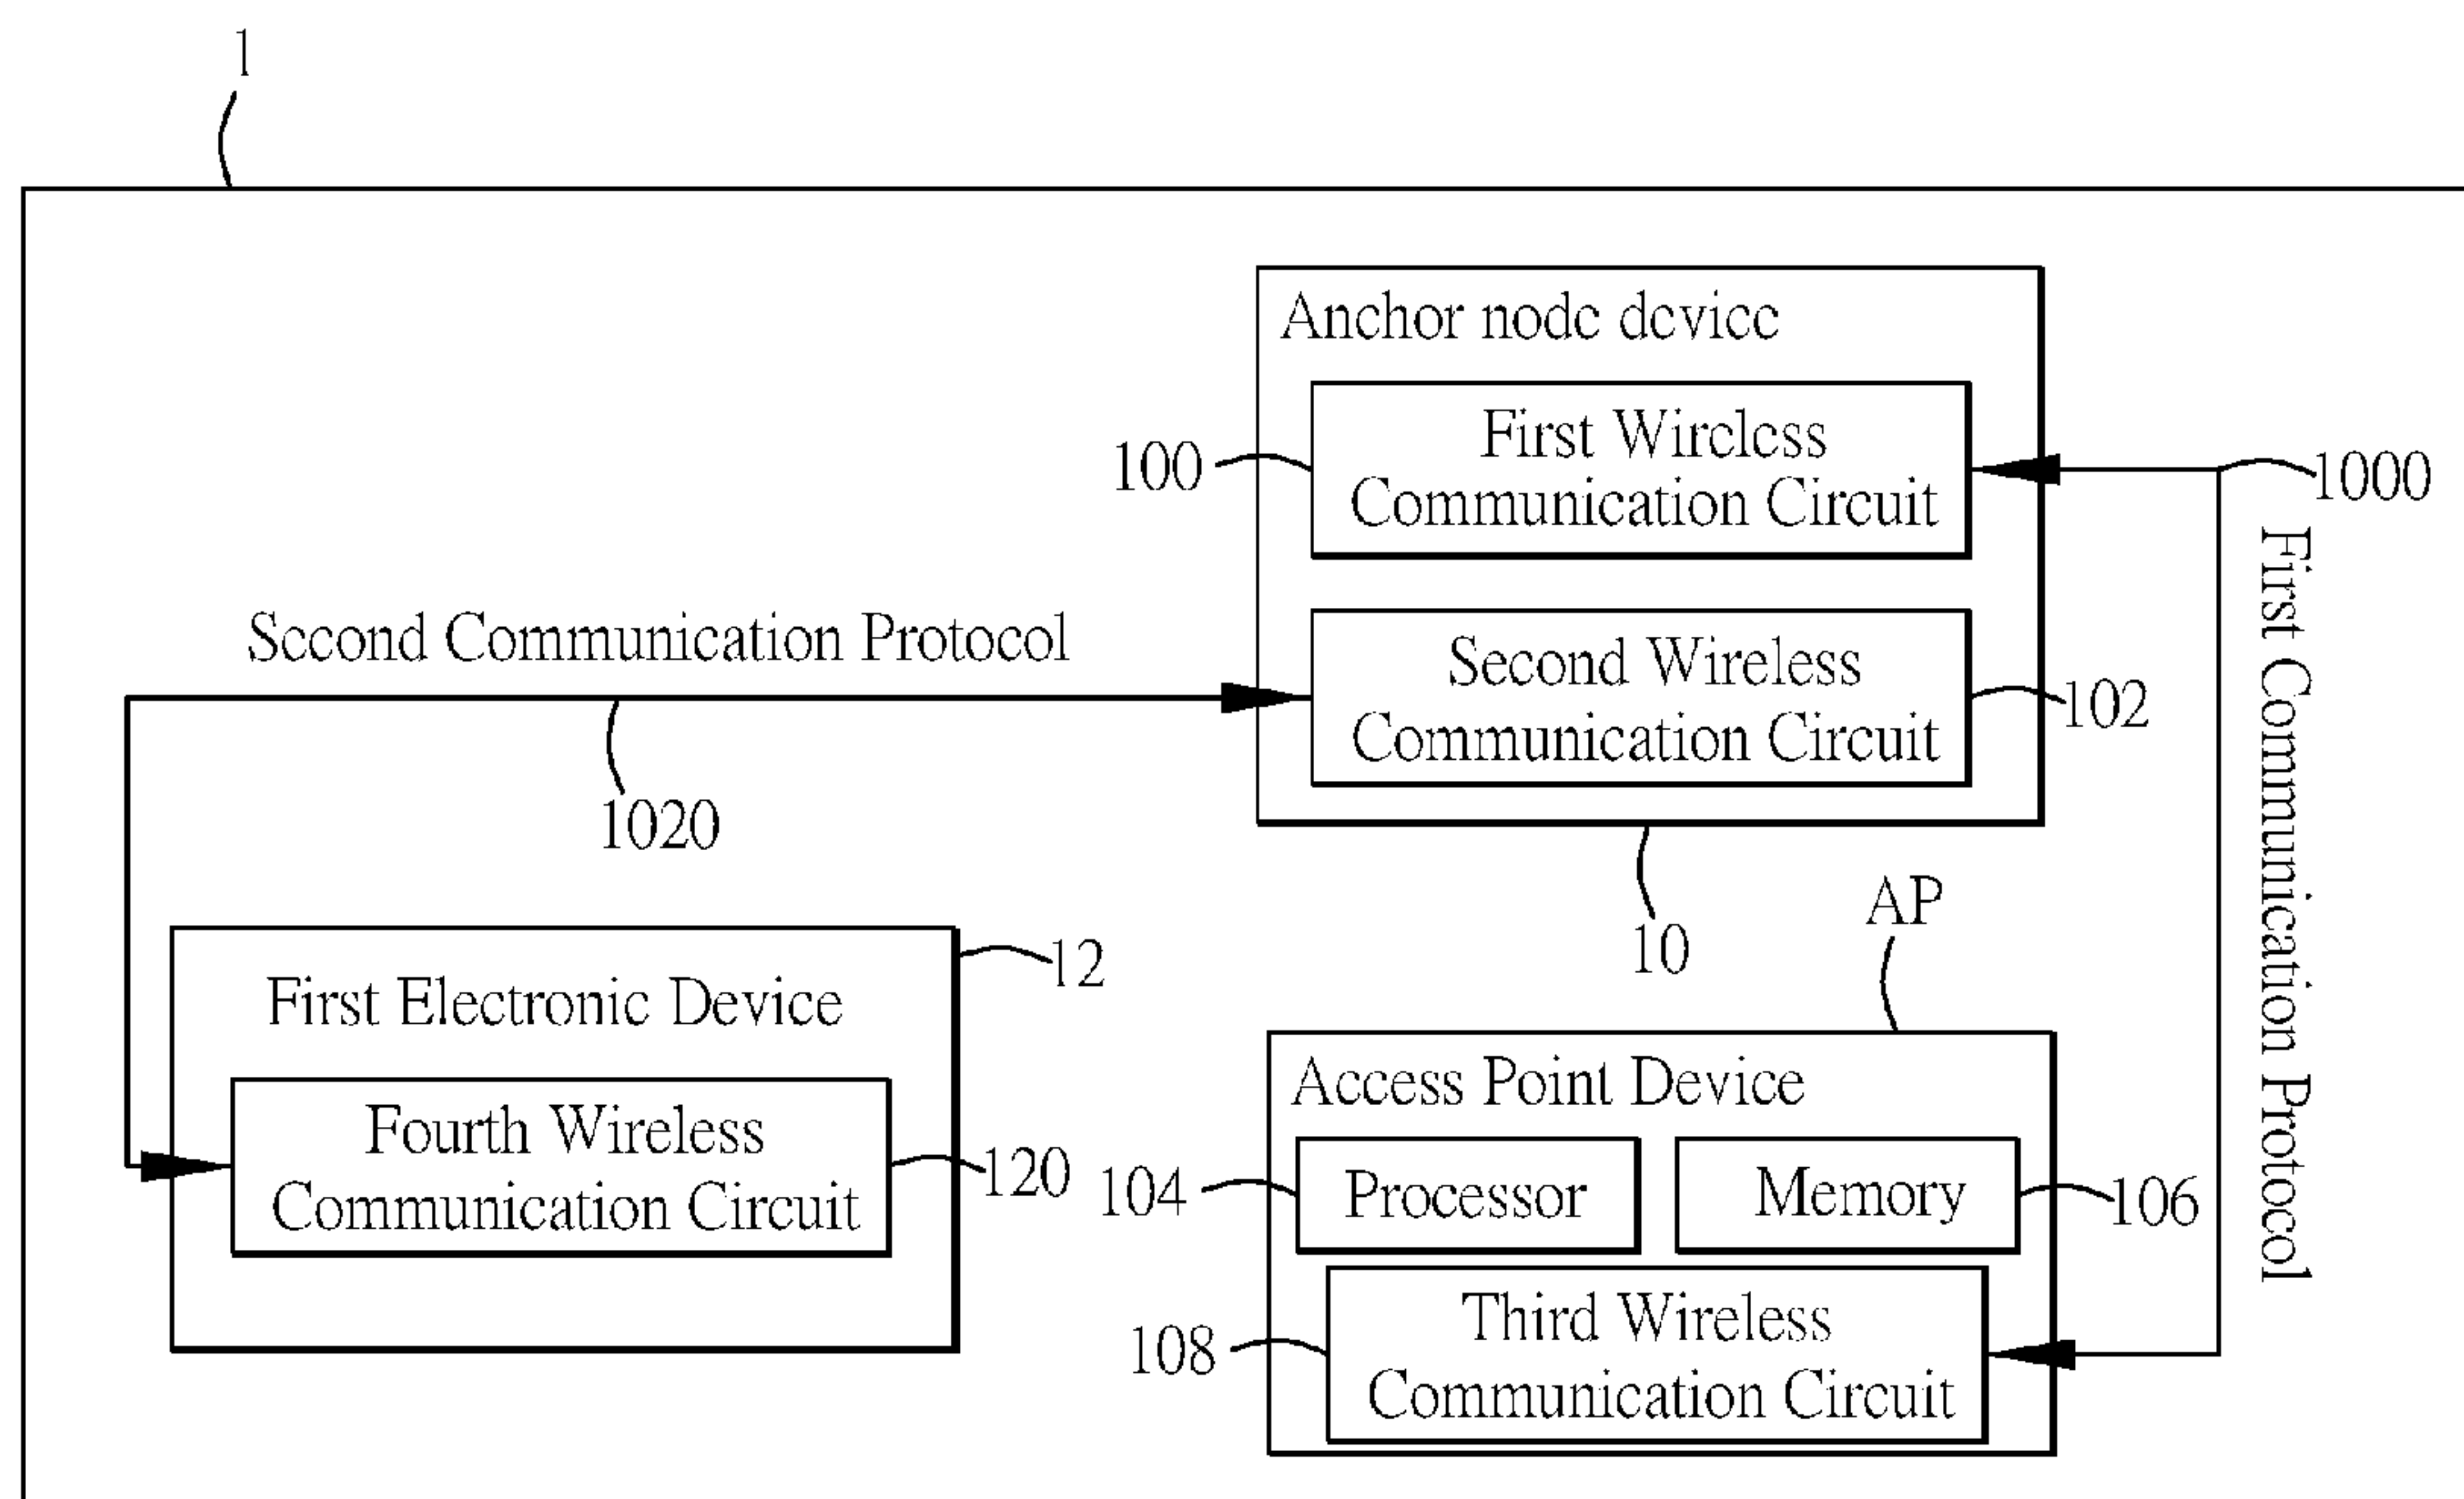 1
Anchor node device
First Wireless
Communication Circuit
100
1000
First Communication Protocol
Second Communication Protocol
Second Wireless
Communication Circuit
102
1020
10
AP
12
First Electronic Device
Fourth Wireless
Communication Circuit
120
Access Point Device
104
Processor
Memory
106
108
Third Wireless
Communication Circuit